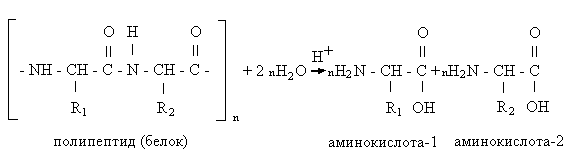 O H O H⁺ O O
[ - NH - CH - C - N - CH - C - ]n + 2 nH₂O → nH₂N - CH - C + nH₂N - CH - C
R₁ R₂ R₁ OH R₂ OH
полипептид (белок) аминокислота-1 аминокислота-2